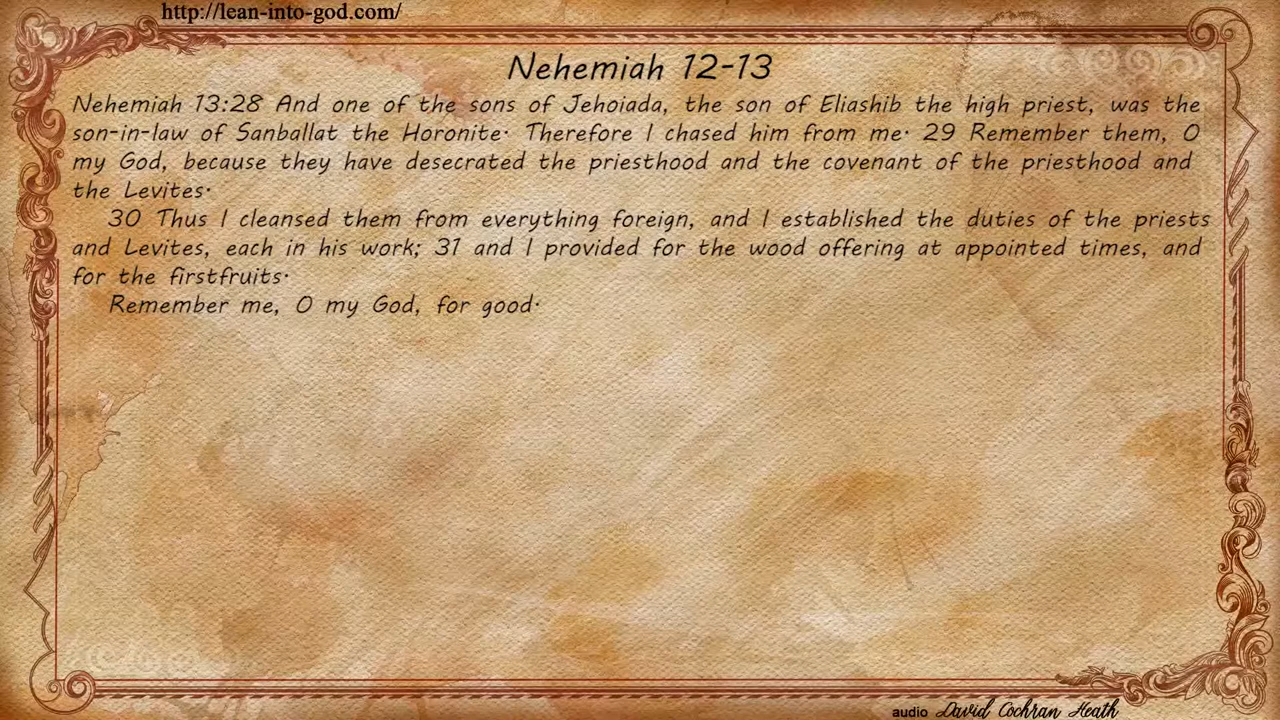 http://lean-into-god.com/
Nehemiah 12-13
Nehemiah 13:28 And one of the sons of Jehoiada, the son of Eliashib the high priest, was the
son-in-law of Sanballat the Horonite· Therefore I chased him from me· 29 Remember them, O
my God, because they have desecrated the priesthood and the covenant of the priesthood and
the Levites·
30 Thus I cleansed them from everything foreign, and I established the duties of the priests
and Levites, each in his work; 31 and I provided for the wood offering at appointed times, and
for the firstfruits·
Remember me, O my God, for good·
audio David Cochran Heath